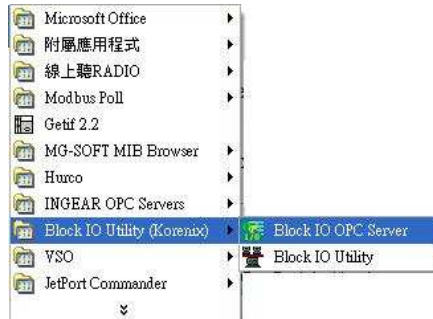 Microsoft Office
附屬應用程式
線上聽RADIO
Modbus Poll
Getif 2.2
MG-SOFT MIB Browser
Hurco
INGEAR OPC Servers
Block IO Utility (Korenix)
Block IO OPC Server
VSO
Block IO Utility
JetPort Commander